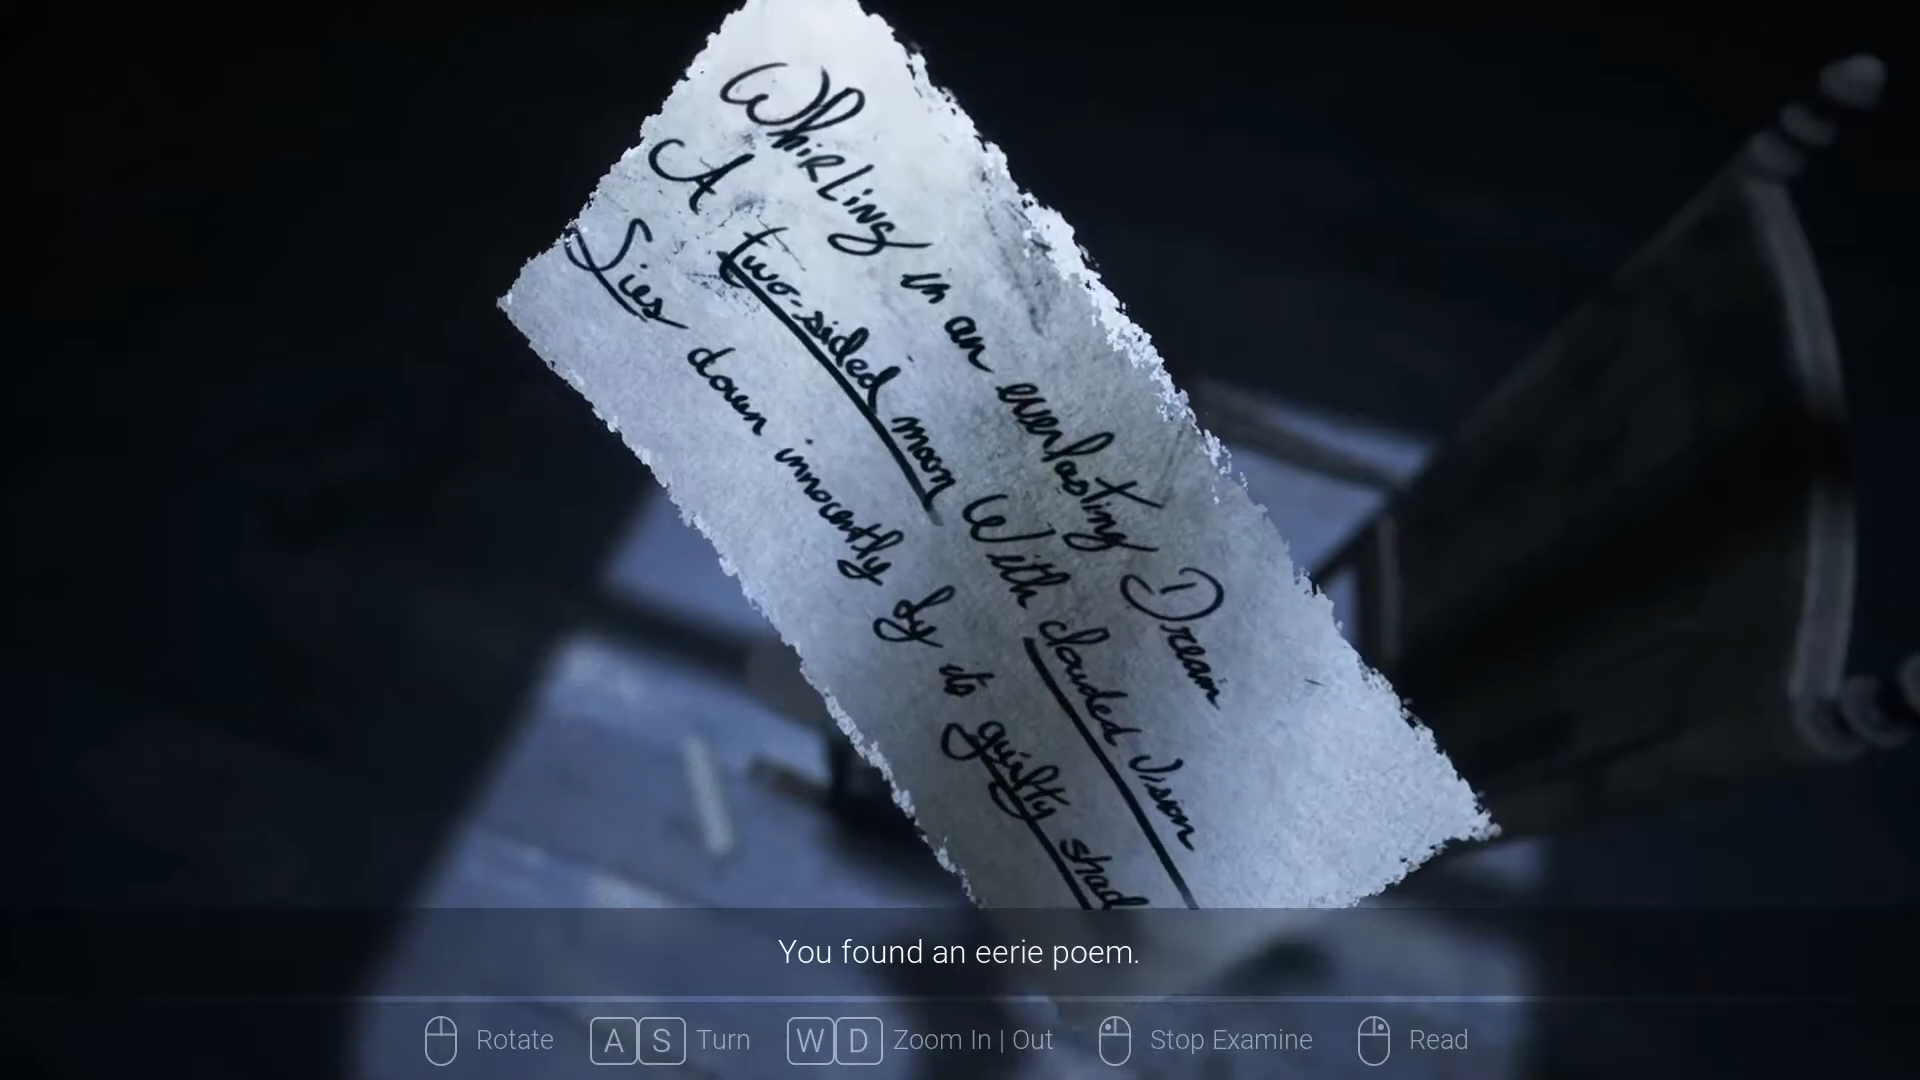 Whirling in an everlasting Dream
A two-sided moon With clouded vision
Lies down innocently by its guilty shad
You found an eerie poem.
Rotate A S Turn W D Zoom In | Out Stop Examine Read